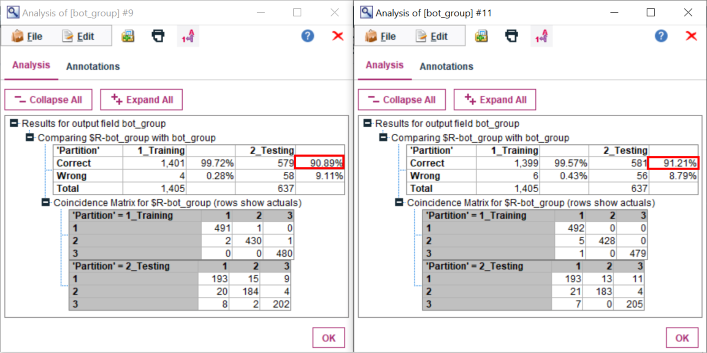 Analysis of [bot_group] #9
File Edit
Analysis Annotations
Collapse All Expand All
Results for output field bot_group
Comparing $R-bot_group with bot_group
'Partition' 1_Training 2_Testing
Correct 1,401 99.72% 579 90.89%
Wrong 4 0.28% 58 9.11%
Total 1,405 637
Coincidence Matrix for $R-bot_group (rows show actuals)
'Partition' = 1_Training 1 2 3
1 491 1 0
2 2 430 1
3 0 0 480
'Partition' = 2_Testing 1 2 3
1 193 15 9
2 20 184 4
3 8 2 202
OK
Analysis of [bot_group] #11
File Edit
Analysis Annotations
Collapse All Expand All
Results for output field bot_group
Comparing $R-bot_group with bot_group
'Partition' 1_Training 2_Testing
Correct 1,399 99.57% 581 91.21%
Wrong 6 0.43% 56 8.79%
Total 1,405 637
Coincidence Matrix for $R-bot_group (rows show actuals)
'Partition' = 1_Training 1 2 3
1 492 0 0
2 5 428 0
3 1 0 479
'Partition' = 2_Testing 1 2 3
1 193 13 11
2 21 183 4
3 7 0 205
OK